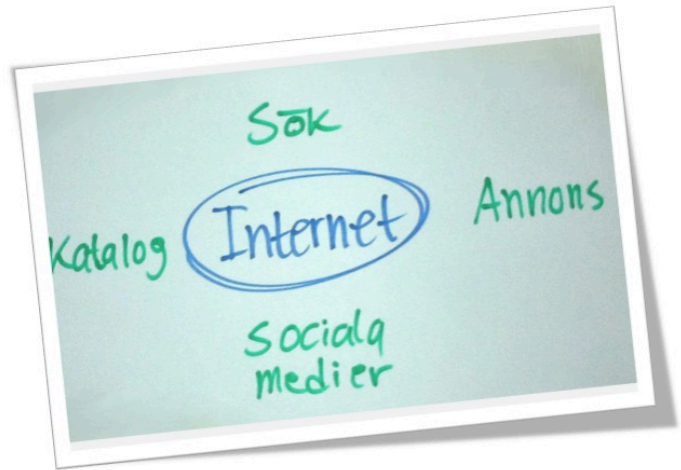 Sök
Annons
Internet
Katalog
Sociala
medier